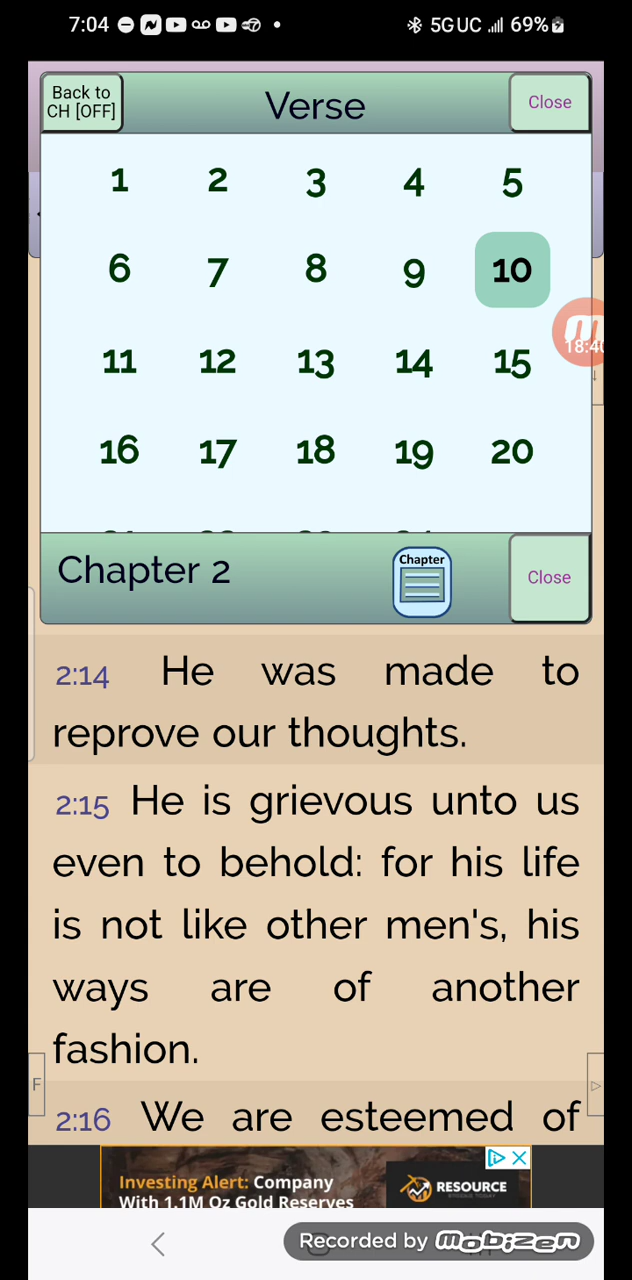 7:04 5G UC 69%
Back to
CH [OFF]
Verse
Close
1 2 3 4 5
6 7 8 9 10
11 12 13 14 15
18:40
16 17 18 19 20
Chapter 2
Chapter
Close
2:14 He was made to
reprove our thoughts.
2:15 He is grievous unto us
even to behold: for his life
is not like other men's, his
ways are of another
fashion.
F
2:16 We are esteemed of
Investing Alert: Company
With 1.1M Oz Gold Reserves
RESOURCE
Recorded by mobizen